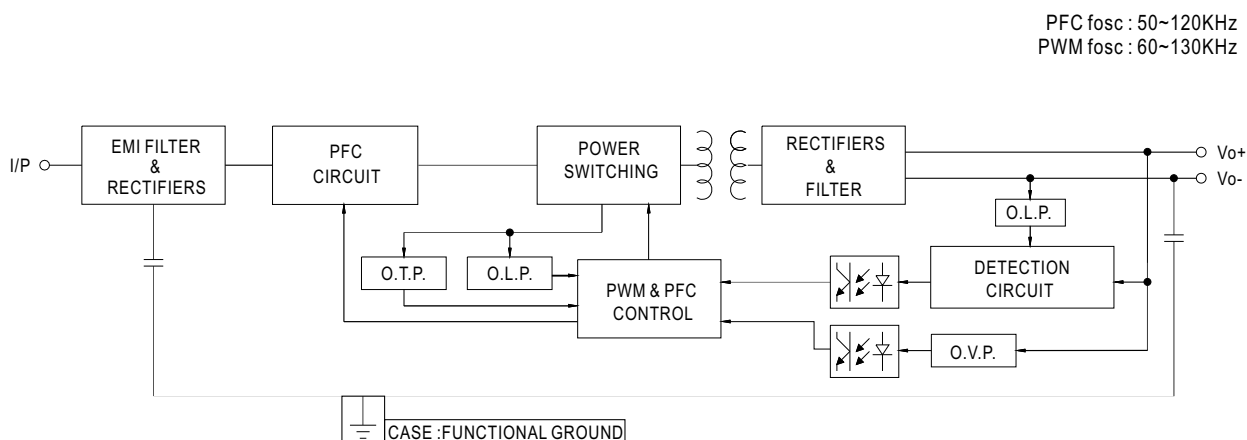 PFC fosc : 50~120KHz
PWM fosc : 60~130KHz
I/P
EMI FILTER
&
RECTIFIERS
PFC
CIRCUIT
POWER
SWITCHING
RECTIFIERS
&
FILTER
Vo+
Vo-
O.L.P.
O.T.P.
O.L.P.
PWM & PFC
CONTROL
DETECTION
CIRCUIT
O.V.P.
CASE :FUNCTIONAL GROUND